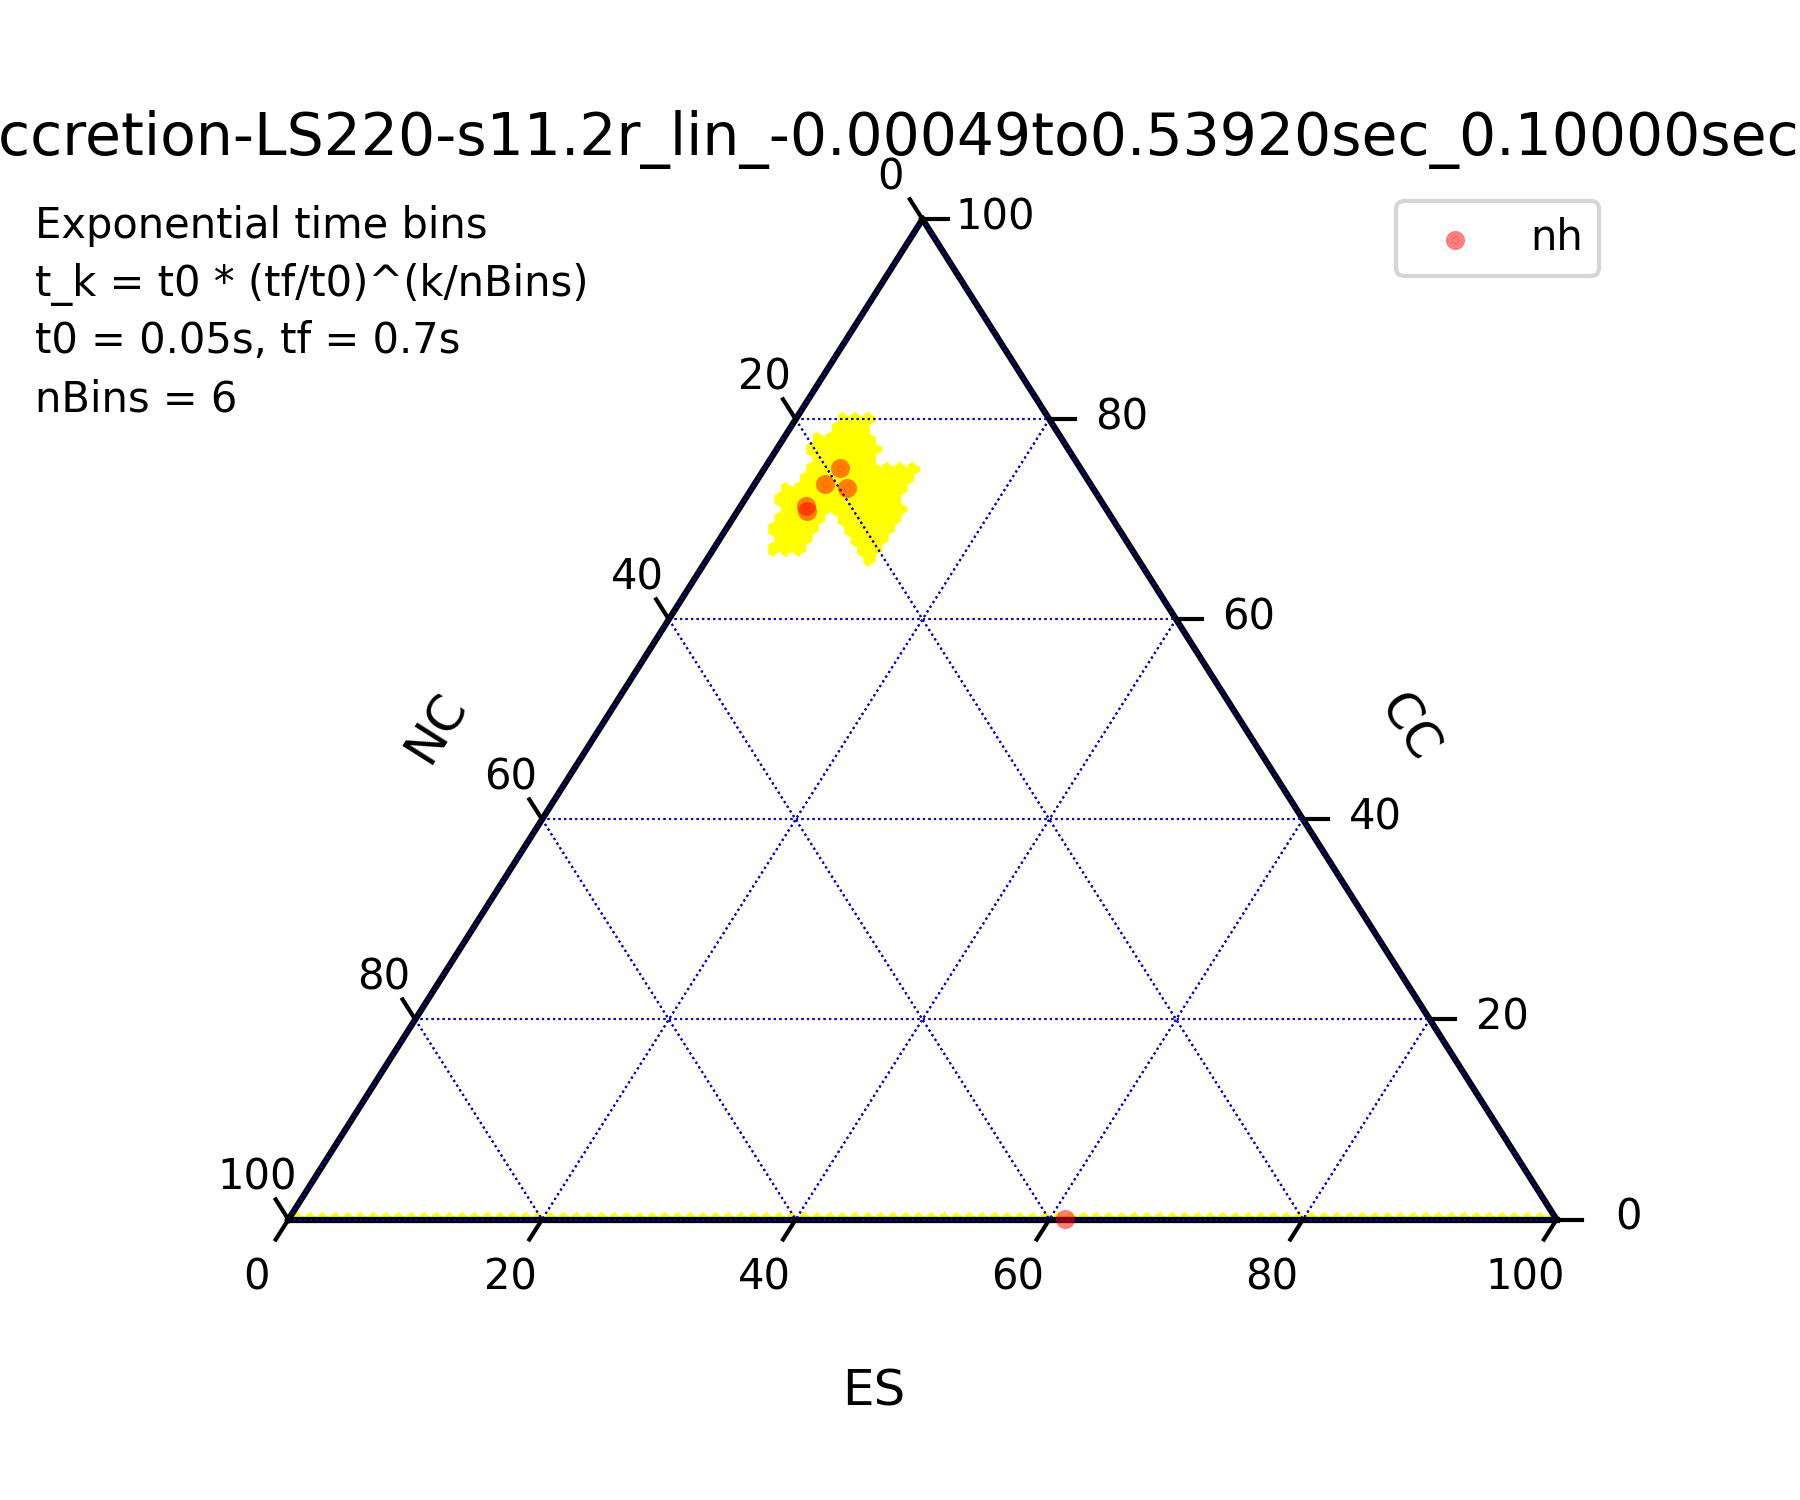 ccretion-LS220-s11.2r_lin_-0.00049to0.53920sec_0.10000sec
Exponential time bins
t_k = t0 * (tf/t0)^(k/nBins)
t0 = 0.05s, tf = 0.7s
nBins = 6
nh
0
100
20
80
40
60
NC
CC
60
40
80
20
100
0
0
20
40
60
80
100
ES